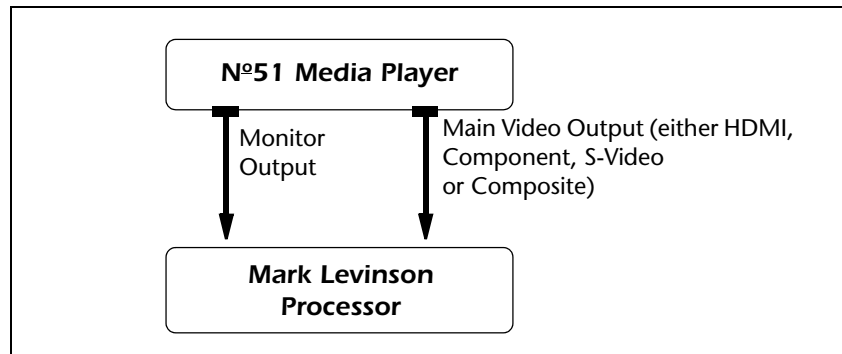 Nº51 Media Player
Monitor
Output
Main Video Output (either HDMI,
Component, S-Video
or Composite)
Mark Levinson
Processor